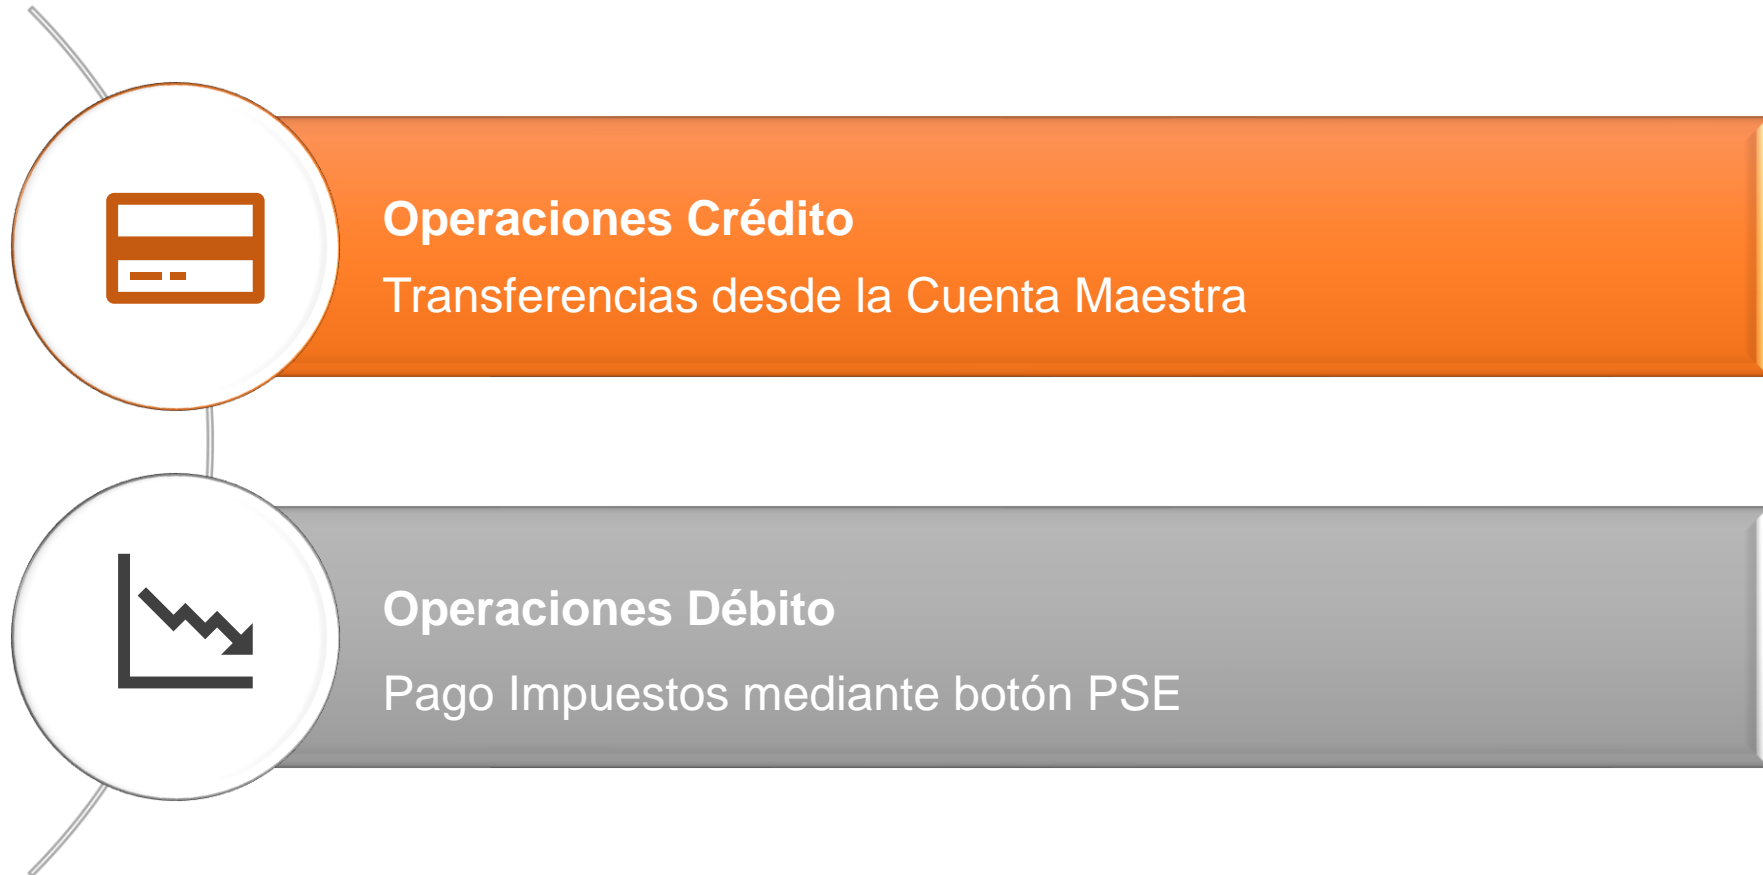 Operaciones Crédito
Transferencias desde la Cuenta Maestra
Operaciones Débito
Pago Impuestos mediante botón PSE